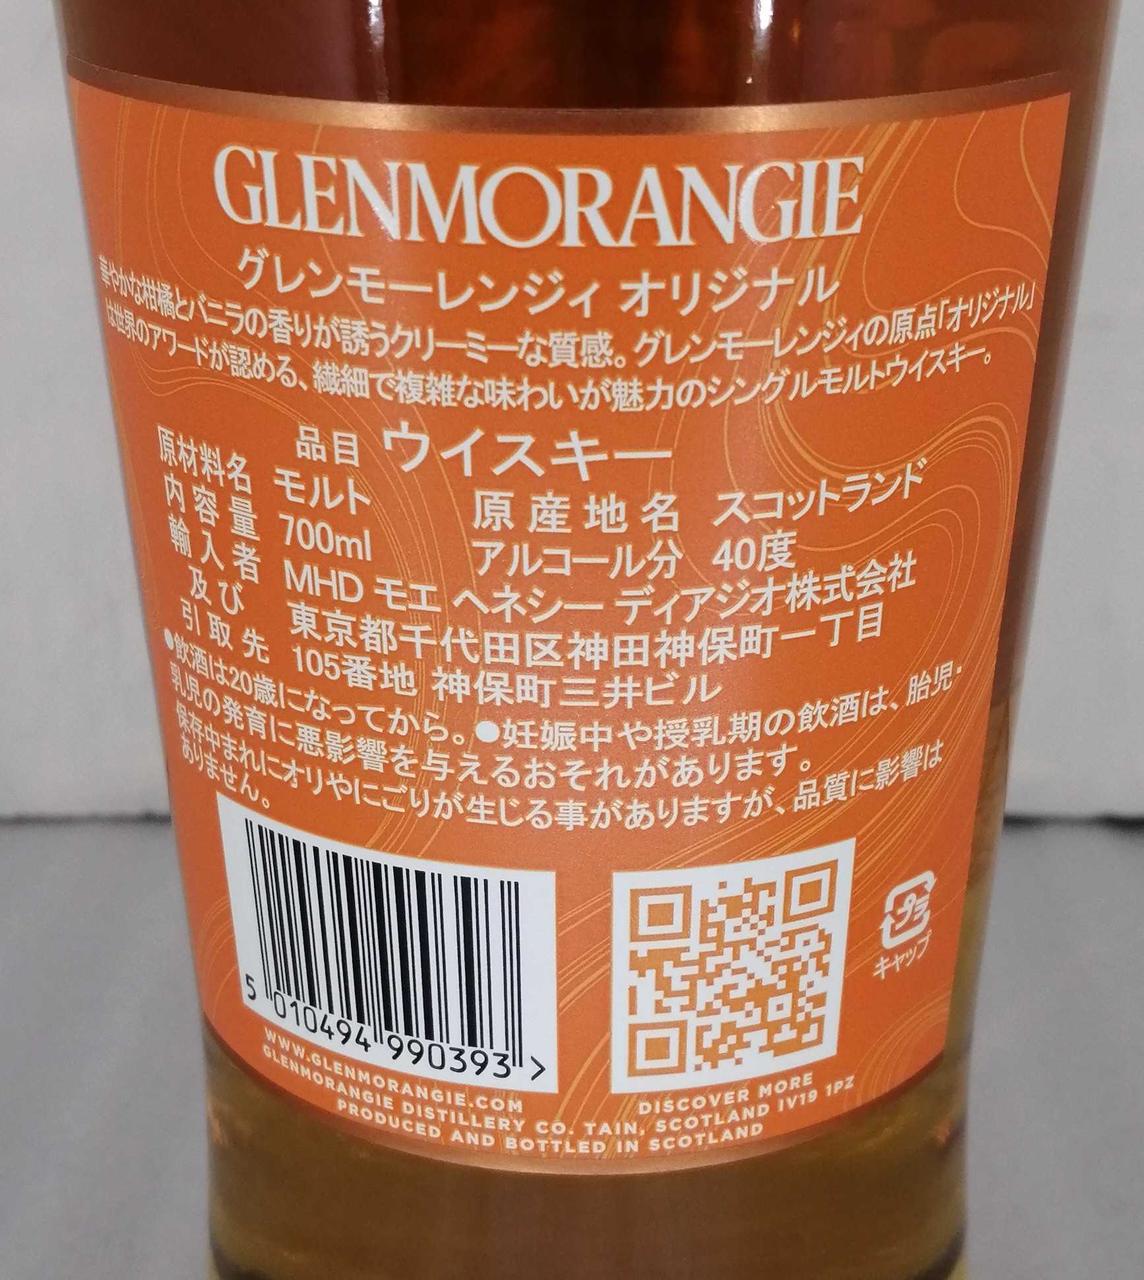 GLENMORANGIE
グレンモーレンジィ オリジナル
華やかな柑橘とバニラの香りが誘うクリーミーな質感。グレンモーレンジィの原点「オリジナル」
は世界のアワードが認める、繊細で複雑な味わいが魅力のシングルモルトウイスキー。
品目 ウイスキー
原材料名 モルト 原産地名 スコットランド
内容量 700ml アルコール分 40度
輸入者 MHD モエ ヘネシー ディアジオ株式会社
及び 東京都千代田区神田神保町一丁目
引取先 105番地 神保町三井ビル
●飲酒は20歳になってから。●妊娠中や授乳期の飲酒は、胎児・
乳児の発育に悪影響を与えるおそれがあります。
保存中まれにオリやにごりが生じる事がありますが、品質に影響は
ありません。
プラ
キャップ
5 010494 990393 >
WWW.GLENMORANGIE.COM
DISCOVER MORE
GLENMORANGIE DISTILLERY CO. TAIN, SCOTLAND IV19 1PZ
PRODUCED AND BOTTLED IN SCOTLAND